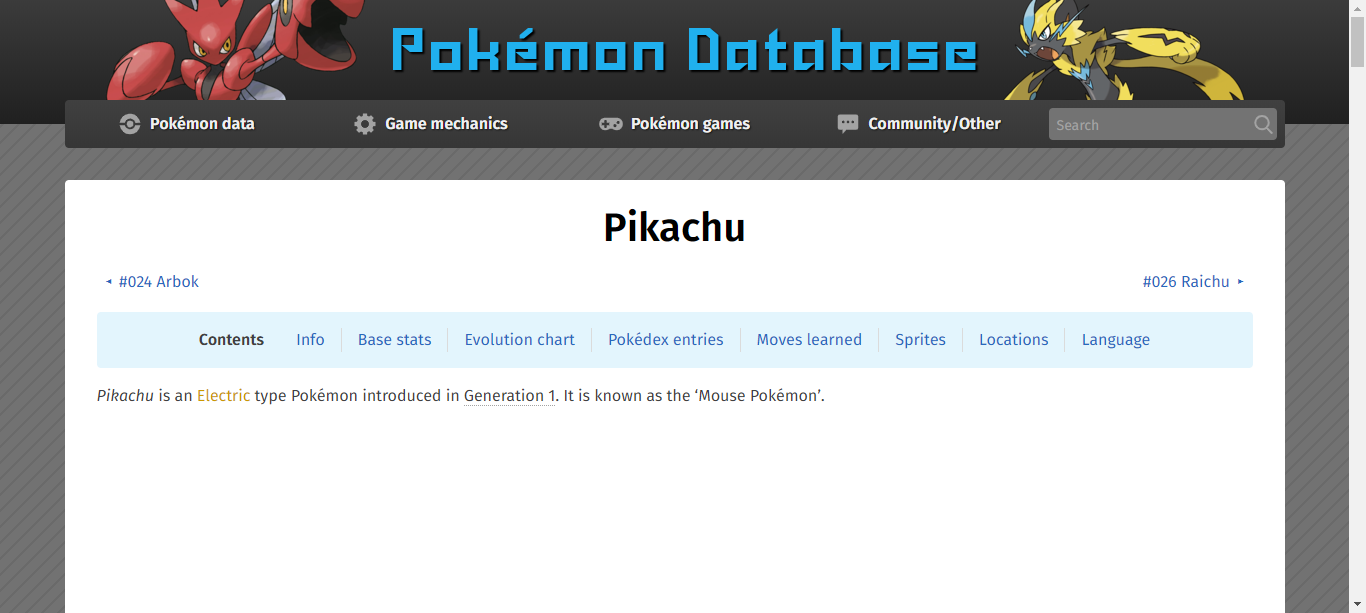 Pokémon Database
Pokémon data Game mechanics Pokémon games Community/Other Search
Pikachu
#024 Arbok #026 Raichu
Contents Info Base stats Evolution chart Pokédex entries Moves learned Sprites Locations Language
Pikachu is an Electric type Pokémon introduced in Generation 1. It is known as the ‘Mouse Pokémon’.